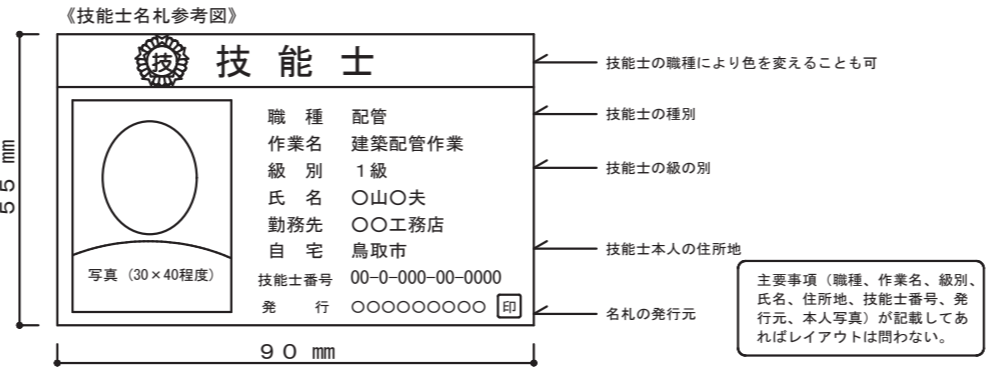 《技能士名札参考図》
技 技能士
技能士の職種により色を変えることも可
職 種 配管
技能士の種別
作業名 建築配管作業
級 別 1級
技能士の級の別
氏 名 〇山〇夫
勤務先 〇〇工務店
自 宅 鳥取市
技能士本人の住所地
写真（30×40程度）
技能士番号 00-0-000-00-0000
発 行 〇〇〇〇〇〇〇〇〇 印
名札の発行元
55 mm
90 mm
主要事項（職種、作業名、級別、
氏名、住所地、技能士番号、発
行元、本人写真）が記載してあ
ればレイアウトは問わない。